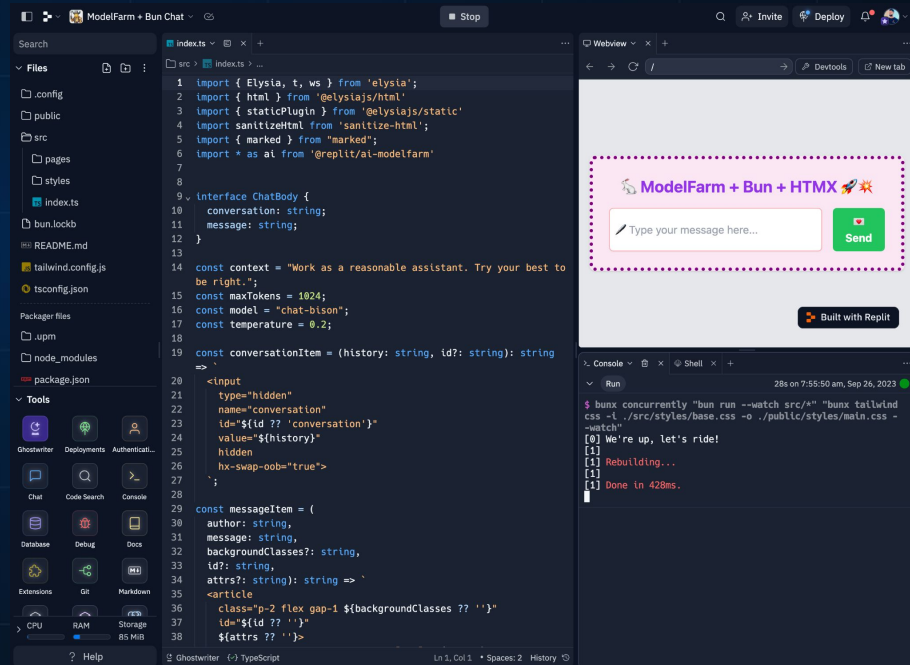 ModelFarm + Bun Chat
Stop
Invite
Deploy
Search
Files
.config
public
src
pages
styles
index.ts
bun.lockb
README.md
tailwind.config.js
tsconfig.json
Packager files
.upm
node_modules
package.json
Tools
Ghostwriter
Deployments
Authenticati...
Chat
Code Search
Console
Database
Debug
Docs
Extensions
Git
Markdown
CPU
RAM
Storage
85 MiB
? Help
index.ts
src > index.ts > ...
1 import { Elysia, t, ws } from 'elysia';
2 import { html } from '@elysiajs/html'
3 import { staticPlugin } from '@elysiajs/static'
4 import sanitizeHtml from 'sanitize-html';
5 import { marked } from "marked";
6 import * as ai from '@replit/ai-modelfarm'
7
8
9 interface ChatBody {
10 conversation: string;
11 message: string;
12 }
13
14 const context = "Work as a reasonable assistant. Try your best to
be right.";
15 const maxTokens = 1024;
16 const model = "chat-bison";
17 const temperature = 0.2;
18
19 const conversationItem = (history: string, id?: string): string
=> `
20 <input
21 type="hidden"
22 name="conversation"
23 id="${id ?? 'conversation'}"
24 value="${history}"
25 hidden
26 hx-swap-oob="true">
27 `;
28
29 const messageItem = (
30 author: string,
31 message: string,
32 backgroundClasses?: string,
33 id?: string,
34 attrs?: string): string => `
35 <article
36 class="p-2 flex gap-1 ${backgroundClasses ?? ''}"
37 id="${id ?? ''}"
38 ${attrs ?? ''}>
Ghostwriter
TypeScript
Ln 1, Col 1 • Spaces: 2 History
Webview
/
Devtools
New tab
ModelFarm + Bun + HTMX
Type your message here...
Send
Built with Replit
Console
Shell
Run
28s on 7:55:50 am, Sep 26, 2023
$ bunx concurrently "bun run --watch src/*" "bunx tailwind
css -i ./src/styles/base.css -o ./public/styles/main.css -
-watch"
[0] We're up, let's ride!
[1]
[1] Rebuilding...
[1]
[1] Done in 428ms.